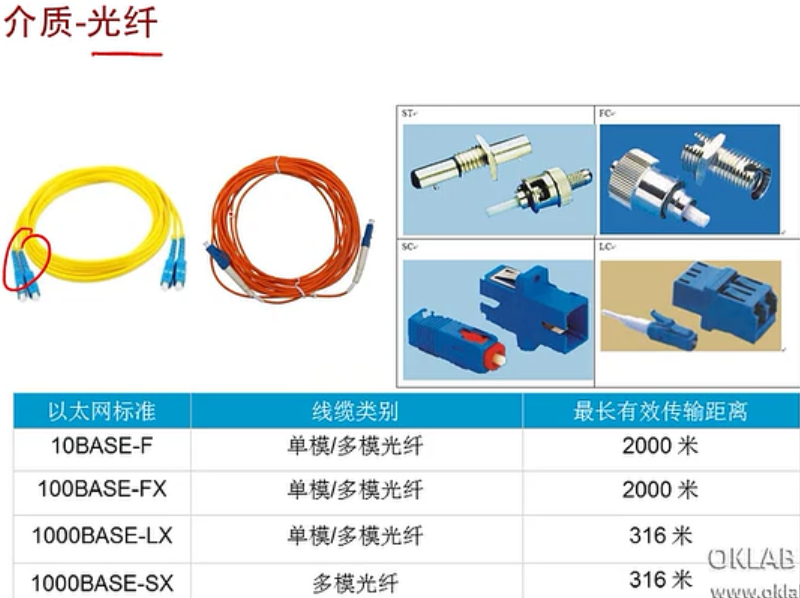 介质-光纤
ST
FC
SC
LC
以太网标准 线缆类别 最长有效传输距离
10BASE-F 单模/多模光纤 2000 米
100BASE-FX 单模/多模光纤 2000 米
1000BASE-LX 单模/多模光纤 316 米
1000BASE-SX 多模光纤 316 米
OKLAB
www.okla